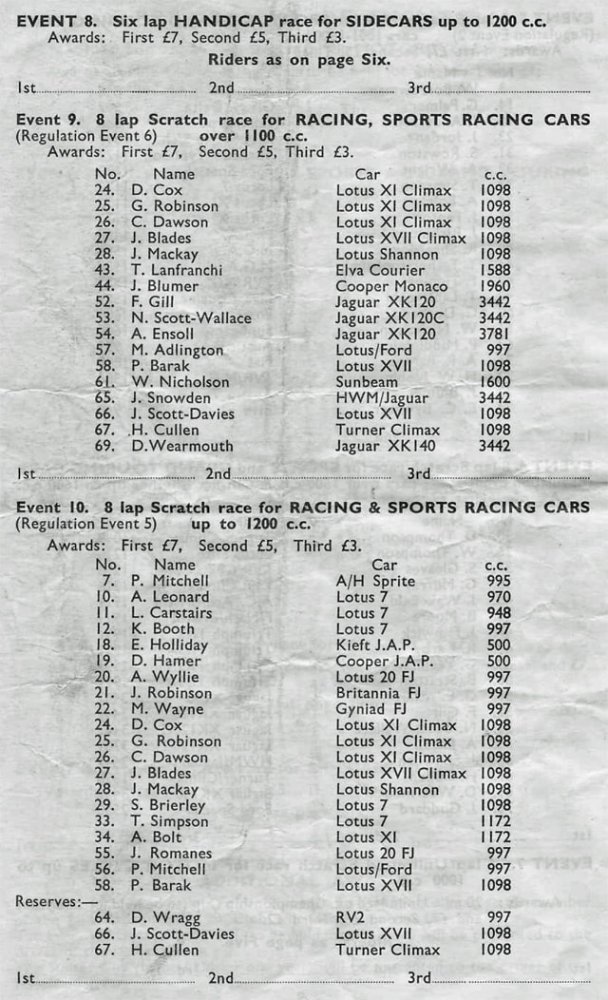 EVENT 8. Six lap HANDICAP race for SIDECARS up to 1200 c.c.
Awards: First £7, Second £5, Third £3.
Riders as on page Six.
1st........ 2nd........ 3rd........
Event 9. 8 lap Scratch race for RACING, SPORTS RACING CARS
(Regulation Event 6) over 1100 c.c.
Awards: First £7, Second £5, Third £3.
No. Name Car c.c.
24. D. Cox Lotus XI Climax 1098
25. G. Robinson Lotus XI Climax 1098
26. C. Dawson Lotus XI Climax 1098
27. J. Blades Lotus XVII Climax 1098
28. J. Mackay Lotus Shannon 1098
43. T. Lanfranchi Elva Courier 1588
44. J. Blumer Cooper Monaco 1960
52. F. Gill Jaguar XK120 3442
53. N. Scott-Wallace Jaguar XK120C 3442
54. A. Ensoll Jaguar XK120 3781
57. M. Adlington Lotus/Ford 997
58. P. Barak Lotus XVII 1098
61. W. Nicholson Sunbeam 1600
65. J. Snowden HWM/Jaguar 3442
66. J. Scott-Davies Lotus XVII 1098
67. H. Cullen Turner Climax 1098
69. D.Wearmouth Jaguar XK140 3442
1st........ 2nd........ 3rd........
Event 10. 8 lap Scratch race for RACING & SPORTS RACING CARS
(Regulation Event 5) up to 1200 c.c.
Awards: First £7, Second £5, Third £3.
No. Name Car c.c.
7. P. Mitchell A/H Sprite 995
10. A. Leonard Lotus 7 970
11. L. Carstairs Lotus 7 948
12. K. Booth Lotus 7 997
18. E. Holliday Kieft J.A.P. 500
19. D. Hamer Cooper J.A.P. 500
20. A. Wyllie Lotus 20 FJ 997
21. J. Robinson Britannia FJ 997
22. M. Wayne Gyniad FJ 997
24. D. Cox Lotus XI Climax 1098
25. G. Robinson Lotus XI Climax 1098
26. C. Dawson Lotus XI Climax 1098
27. J. Blades Lotus XVII Climax 1098
28. J. Mackay Lotus Shannon 1098
29. S. Brierley Lotus 7 1098
33. T. Simpson Lotus 7 1172
34. A. Bolt Lotus XI 1172
55. J. Romanes Lotus 20 FJ 997
56. P. Mitchell Lotus/Ford 997
58. P. Barak Lotus XVII 1098
Reserves:—
64. D. Wragg RV2 997
66. J. Scott-Davies Lotus XVII 1098
67. H. Cullen Turner Climax 1098
1st........ 2nd........ 3rd........